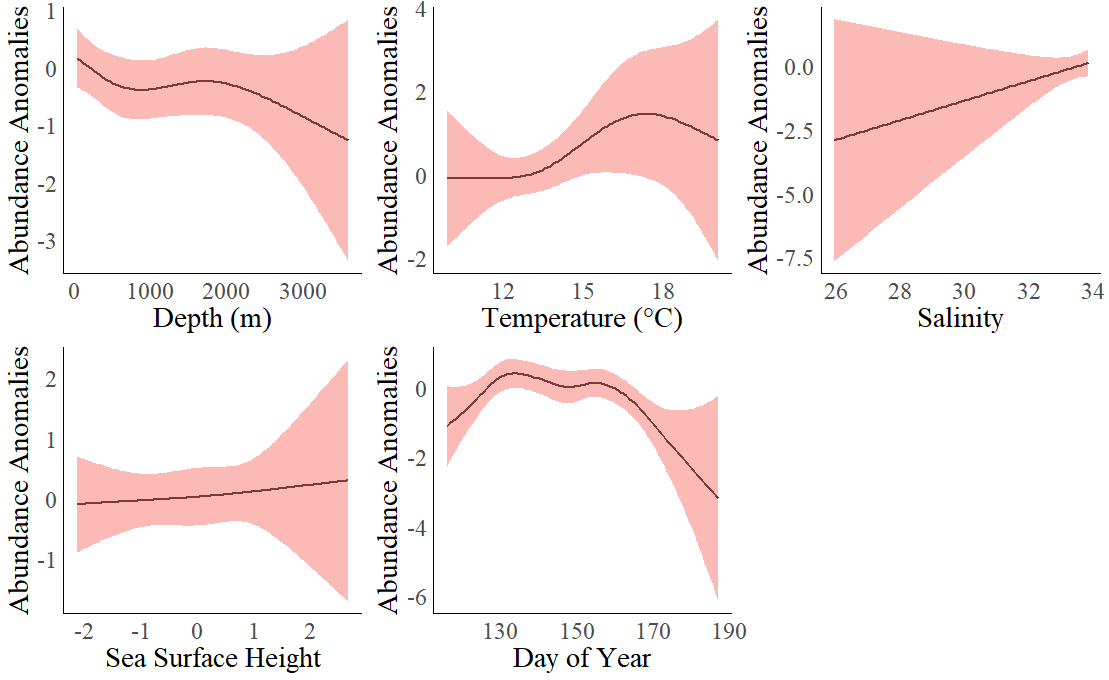 Abundance Anomalies
1
0
-1
-2
-3
0 1000 2000 3000
Depth (m)
Abundance Anomalies
4
2
0
-2
12 15 18
Temperature (°C)
Abundance Anomalies
0.0
-2.5
-5.0
-7.5
26 28 30 32 34
Salinity
Abundance Anomalies
2
1
0
-1
-2 -1 0 1 2
Sea Surface Height
Abundance Anomalies
0
-2
-4
-6
130 150 170 190
Day of Year